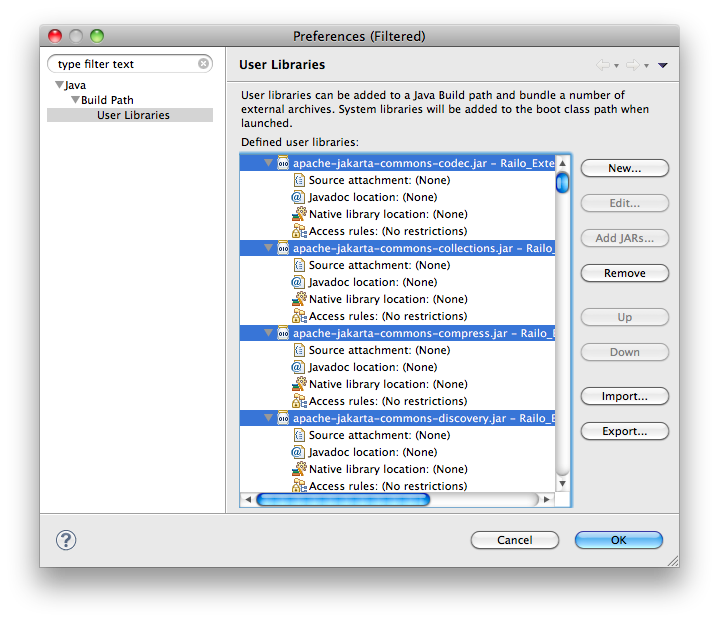 Preferences (Filtered)
type filter text
Java
Build Path
User Libraries
User Libraries
User libraries can be added to a Java Build path and bundle a number of
external archives. System libraries will be added to the boot class path when
launched.
Defined user libraries:
apache-jakarta-commons-codec.jar - Railo_Exte
Source attachment: (None)
Javadoc location: (None)
Native library location: (None)
Access rules: (No restrictions)
apache-jakarta-commons-collections.jar - Railo_
Source attachment: (None)
Javadoc location: (None)
Native library location: (None)
Access rules: (No restrictions)
apache-jakarta-commons-compress.jar - Railo_E
Source attachment: (None)
Javadoc location: (None)
Native library location: (None)
Access rules: (No restrictions)
apache-jakarta-commons-discovery.jar - Railo_E
Source attachment: (None)
Javadoc location: (None)
Native library location: (None)
Access rules: (No restrictions)
New...
Edit...
Add JARs...
Remove
Up
Down
Import...
Export...
?
Cancel
OK